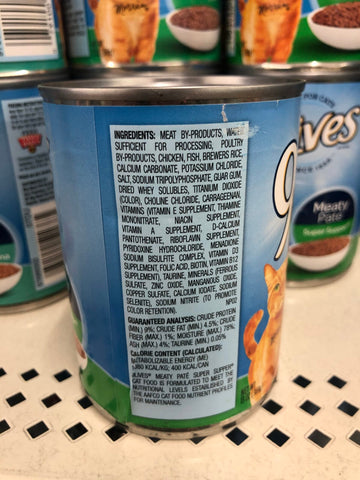 INGREDIENTS: MEAT BY-PRODUCTS, WATER
SUFFICIENT FOR PROCESSING, POULTRY
BY-PRODUCTS, CHICKEN, FISH, BREWERS RICE,
CALCIUM CARBONATE, POTASSIUM CHLORIDE,
SALT, SODIUM TRIPOLYPHOSPHATE, GUAR GUM,
DRIED WHEY SOLUBLES, TITANIUM DIOXIDE
(COLOR), CHOLINE CHLORIDE, CARRAGEENAN,
VITAMINS (VITAMIN E SUPPLEMENT, THIAMINE
MONONITRATE, NIACIN SUPPLEMENT,
VITAMIN A SUPPLEMENT, D-CALCIUM
PANTOTHENATE, RIBOFLAVIN SUPPLEMENT,
PYRIDOXINE HYDROCHLORIDE, MENADIONE
SODIUM BISULFITE COMPLEX, VITAMIN D3
SUPPLEMENT, FOLIC ACID, BIOTIN, VITAMIN B12
SUPPLEMENT), TAURINE, MINERALS (FERROUS
SULFATE, ZINC OXIDE, MANGANOUS OXIDE,
COPPER SULFATE, CALCIUM IODATE, SODIUM
SELENITE), SODIUM NITRITE (TO PROMOTE
COLOR RETENTION). NP02
GUARANTEED ANALYSIS: CRUDE PROTEIN
(MIN.) 9%; CRUDE FAT (MIN.) 4.5%; CRUDE
FIBER (MAX.) 1%; MOISTURE (MAX.) 78%;
ASH (MAX.) 4%; TAURINE (MIN.) 0.05%
CALORIE CONTENT (CALCULATED):
METABOLIZABLE ENERGY (ME)
KCAL/KG; 400 KCAL/CAN
MEATY PATÉ SUPER SUPPER
CAT FOOD IS FORMULATED TO MEET THE
NUTRITIONAL LEVELS ESTABLISHED BY
THE AAFCO CAT FOOD NUTRIENT PROFILES
FOR MAINTENANCE.
9
ives
Meaty
Paté
Super Supper